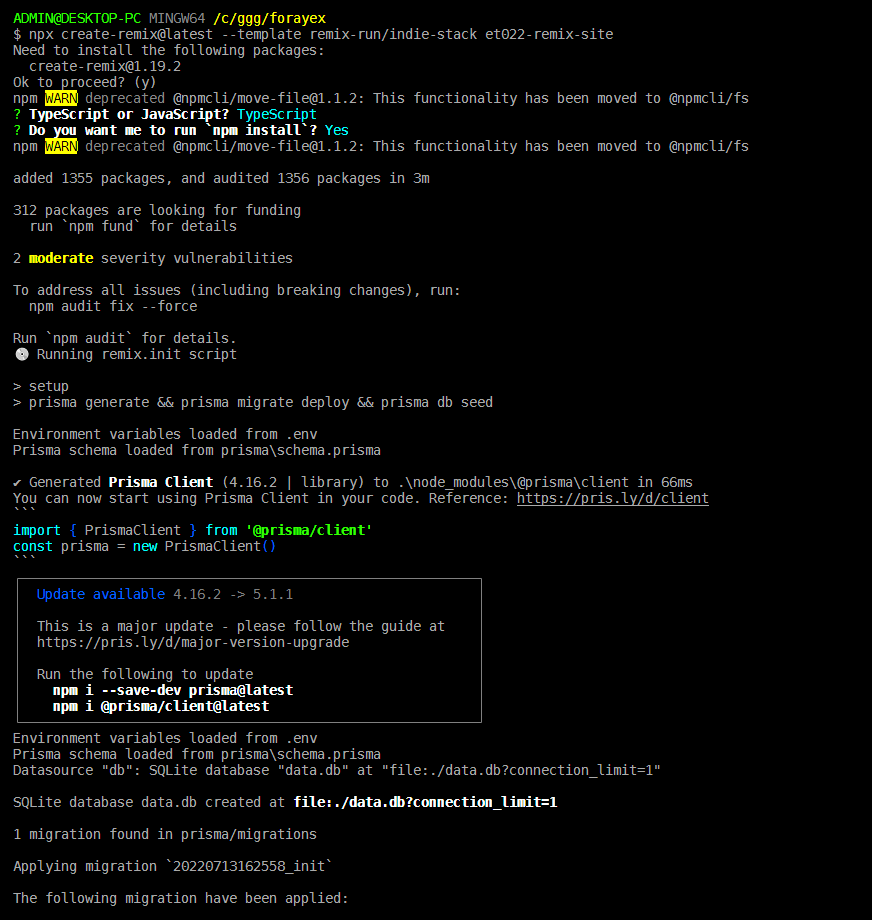 ADMIN@DESKTOP-PC MINGW64 /c/ggg/forayex
$ npx create-remix@latest --template remix-run/indie-stack et022-remix-site
Need to install the following packages:
  create-remix@1.19.2
Ok to proceed? (y)
npm WARN deprecated @npmcli/move-file@1.1.2: This functionality has been moved to @npmcli/fs
? TypeScript or JavaScript? TypeScript
? Do you want me to run `npm install`? Yes
npm WARN deprecated @npmcli/move-file@1.1.2: This functionality has been moved to @npmcli/fs

added 1355 packages, and audited 1356 packages in 3m

312 packages are looking for funding
  run `npm fund` for details

2 moderate severity vulnerabilities

To address all issues (including breaking changes), run:
  npm audit fix --force

Run `npm audit` for details.
💿 Running remix.init script

> setup
> prisma generate && prisma migrate deploy && prisma db seed

Environment variables loaded from .env
Prisma schema loaded from prisma\schema.prisma

✔ Generated Prisma Client (4.16.2 | library) to .\node_modules\@prisma\client in 66ms
You can now start using Prisma Client in your code. Reference: https://pris.ly/d/client
```
import { PrismaClient } from '@prisma/client'
const prisma = new PrismaClient()
```
Update available 4.16.2 -> 5.1.1

This is a major update - please follow the guide at
https://pris.ly/d/major-version-upgrade

Run the following to update
  npm i --save-dev prisma@latest
  npm i @prisma/client@latest

Environment variables loaded from .env
Prisma schema loaded from prisma\schema.prisma
Datasource "db": SQLite database "data.db" at "file:./data.db?connection_limit=1"

SQLite database data.db created at file:./data.db?connection_limit=1

1 migration found in prisma/migrations

Applying migration `20220713162558_init`

The following migration have been applied: